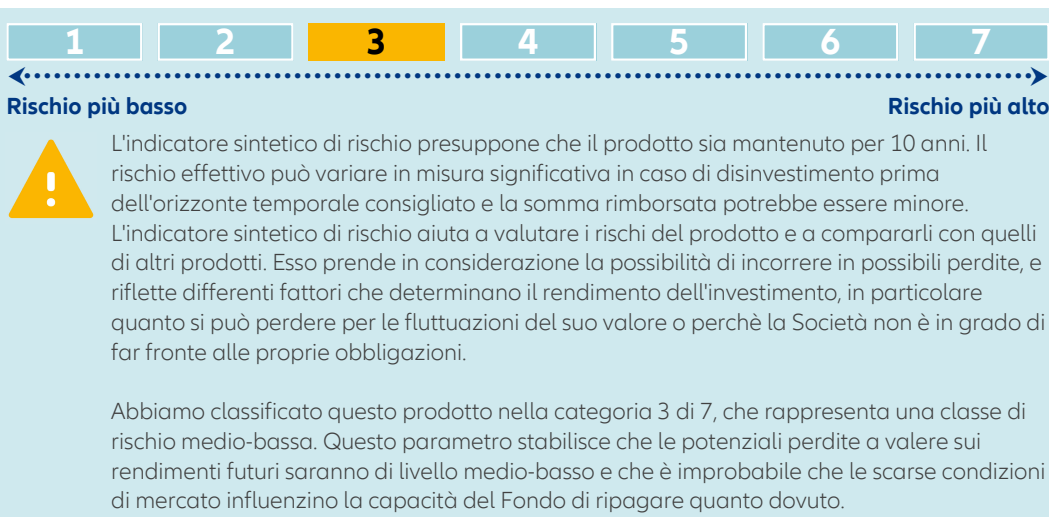 1 2 3 4 5 6 7
Rischio più basso Rischio più alto
L'indicatore sintetico di rischio presuppone che il prodotto sia mantenuto per 10 anni. Il
rischio effettivo può variare in misura significativa in caso di disinvestimento prima
dell'orizzonte temporale consigliato e la somma rimborsata potrebbe essere minore.
L'indicatore sintetico di rischio aiuta a valutare i rischi del prodotto e a compararli con quelli
di altri prodotti. Esso prende in considerazione la possibilità di incorrere in possibili perdite, e
riflette differenti fattori che determinano il rendimento dell'investimento, in particolare
quanto si può perdere per le fluttuazioni del suo valore o perchè la Società non è in grado di
far fronte alle proprie obbligazioni.
Abbiamo classificato questo prodotto nella categoria 3 di 7, che rappresenta una classe di
rischio medio-bassa. Questo parametro stabilisce che le potenziali perdite a valere sui
rendimenti futuri saranno di livello medio-basso e che è improbabile che le scarse condizioni
di mercato influenzino la capacità del Fondo di ripagare quanto dovuto.